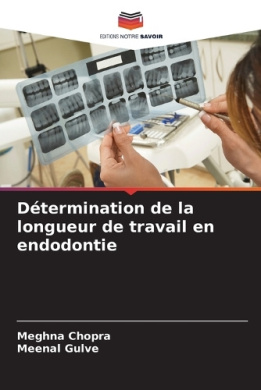 EDITIONS NOTRE SAVOIR
Détermination de la
longueur de travail en
endodontie
Meghna Chopra
Meenal Gulve